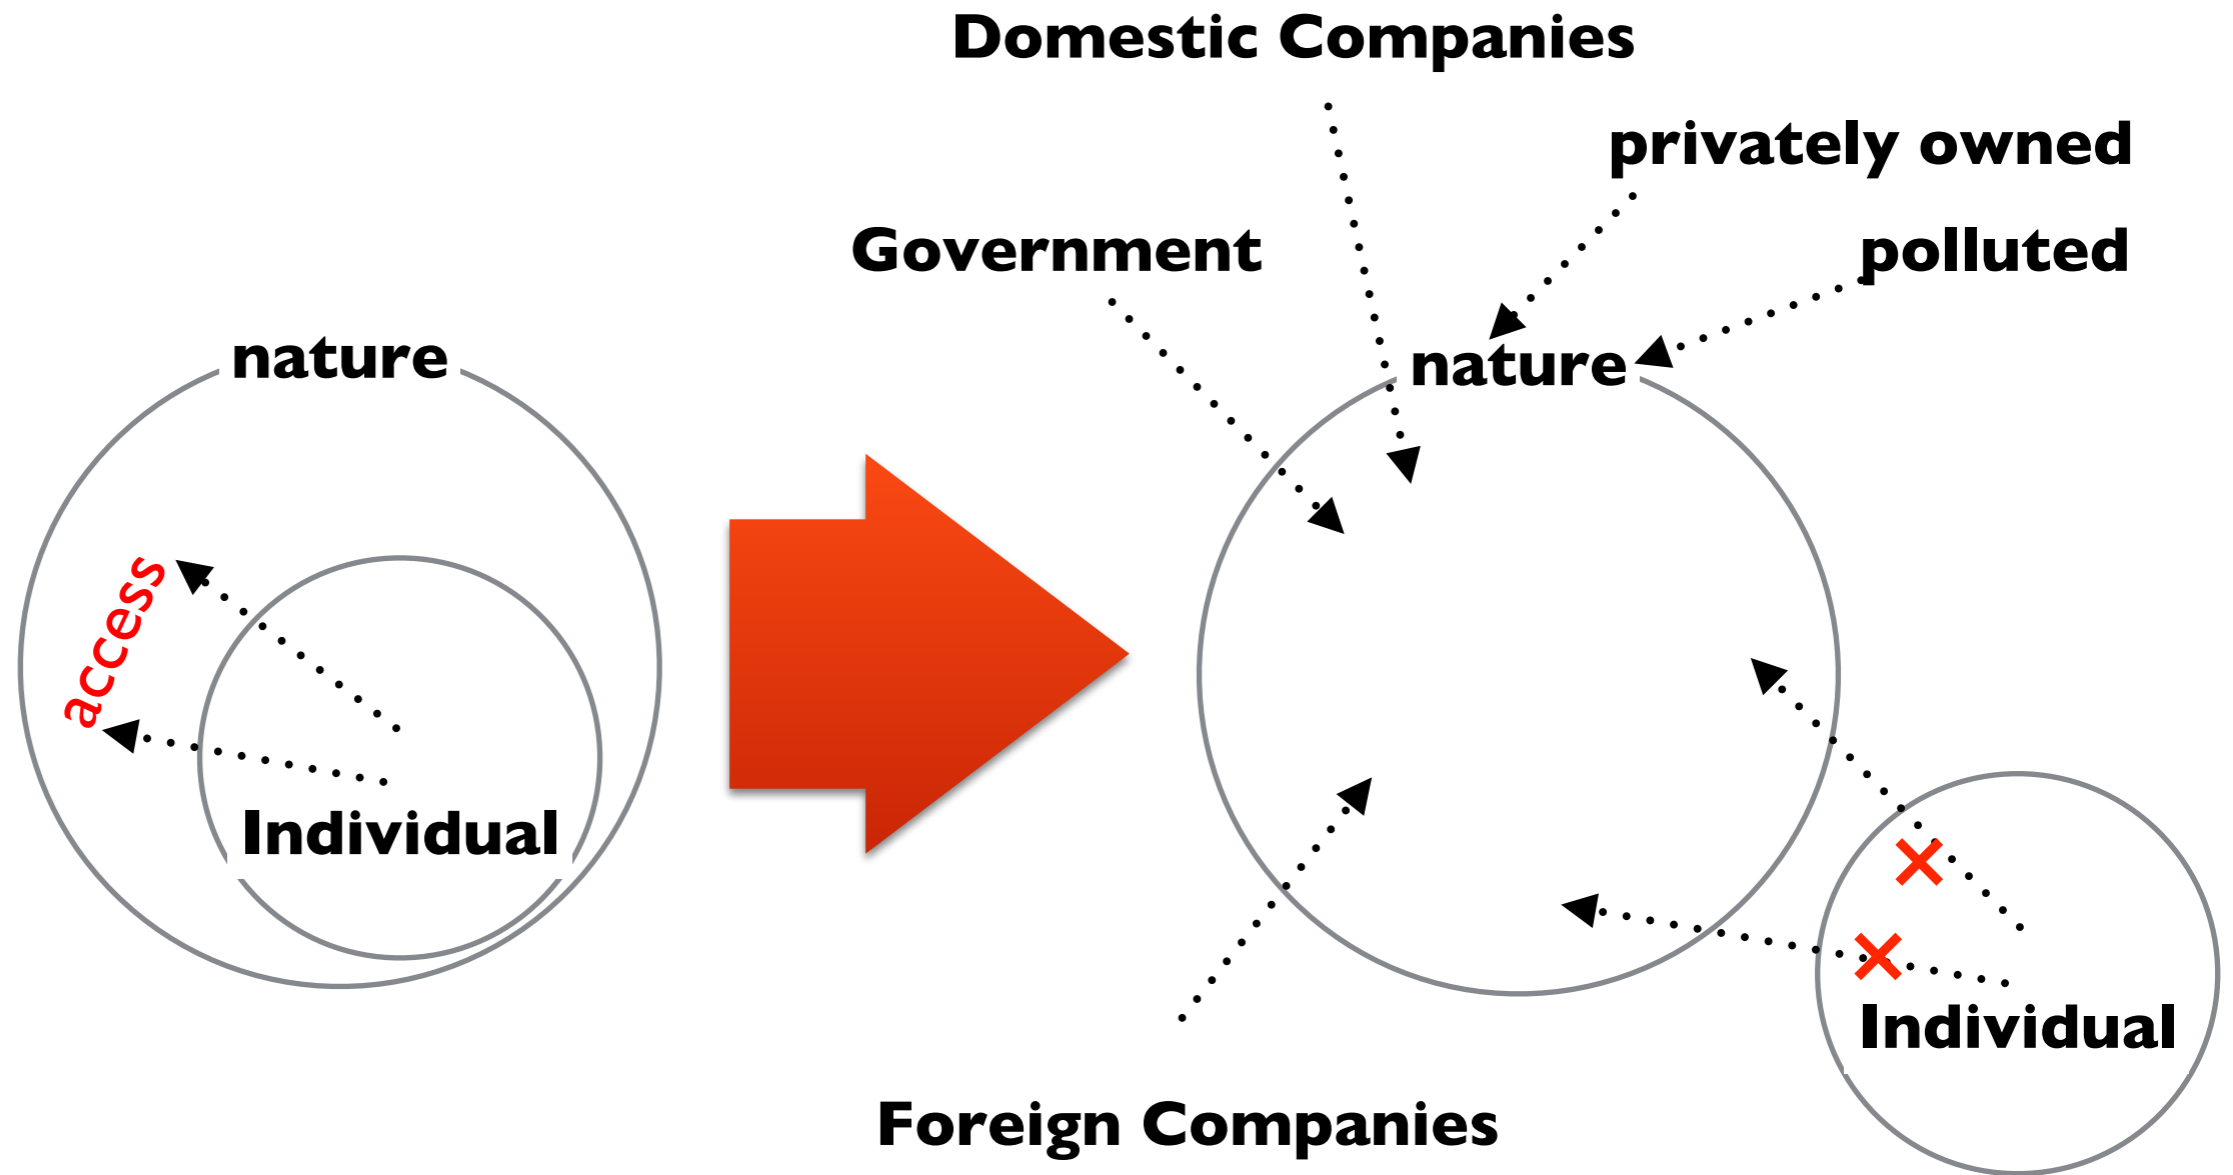 nature
access
Individual
Domestic Companies
privately owned
Government
polluted
nature
Individual
Foreign Companies